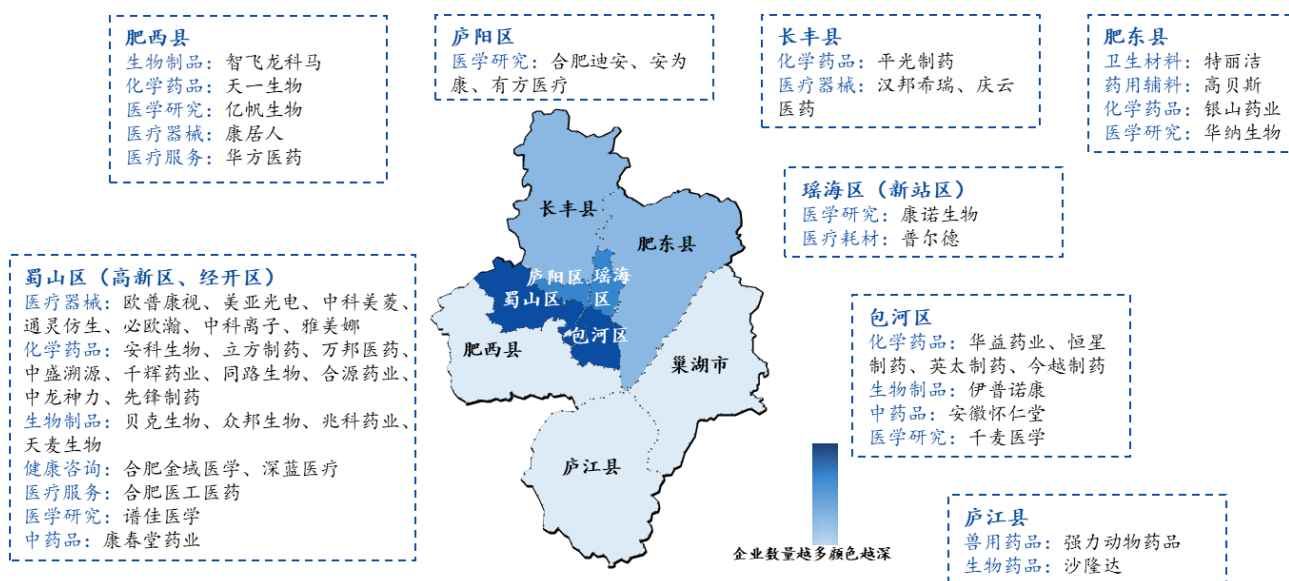 肥西县
生物制品：智飞龙科马
化学药品：天一生物
医学研究：亿帆生物
医疗器械：康居人
医疗服务：华方医药
庐阳区
医学研究：合肥迪安、安为
康、有方医疗
长丰县
化学药品：平光制药
医疗器械：汉邦希瑞、庆云
医药
肥东县
卫生材料：特丽洁
药用辅料：高贝斯
化学药品：银山药业
医学研究：华纳生物
瑶海区（新站区）
医学研究：康诺生物
医疗耗材：普尔德
蜀山区（高新区、经开区）
医疗器械：欧普康视、美亚光电、中科美菱、
通灵仿生、必欧瀚、中科离子、雅美娜
化学药品：安科生物、立方制药、万邦医药、
中盛溯源、千辉药业、同路生物、合源药业、
中龙神力、先锋制药
生物制品：贝克生物、众邦生物、兆科药业、
天麦生物
健康咨询：合肥金域医学、深蓝医疗
医疗服务：合肥医工医药
医学研究：谱佳医学
中药品：康春堂药业
长丰县
肥东县
庐阳区
瑶海
区
蜀山区
包河区
肥西县
巢湖市
庐江县
企业数量越多颜色越深
包河区
化学药品：华益药业、恒星
制药、英太制药、今越制药
生物制品：伊普诺康
中药品：安徽怀仁堂
医学研究：千麦医学
庐江县
兽用药品：强力动物药品
生物药品：沙隆达